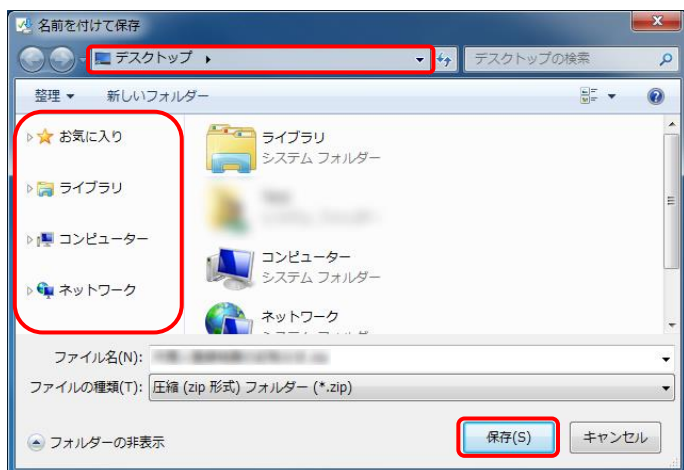 名前を付けて保存
デスクトップ
デスクトップの検索
整理
新しいフォルダー
お気に入り
ライブラリ
コンピューター
ネットワーク
ライブラリ
システム フォルダー
コンピューター
システム フォルダー
ネットワーク
ファイル名(N):
ファイルの種類(T): 圧縮 (zip 形式) フォルダー (*.zip)
フォルダーの非表示
保存(S)
キャンセル